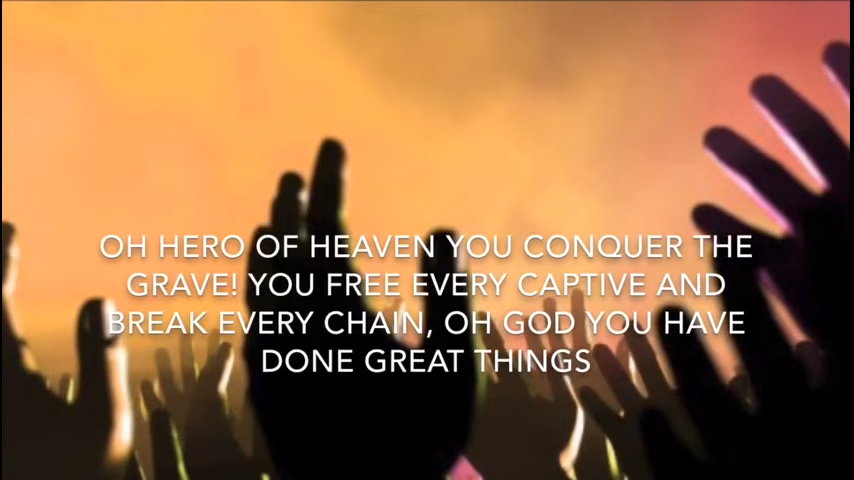 OH HERO OF HEAVEN YOU CONQUER THE
GRAVE! YOU FREE EVERY CAPTIVE AND
BREAK EVERY CHAIN, OH GOD YOU HAVE
DONE GREAT THINGS